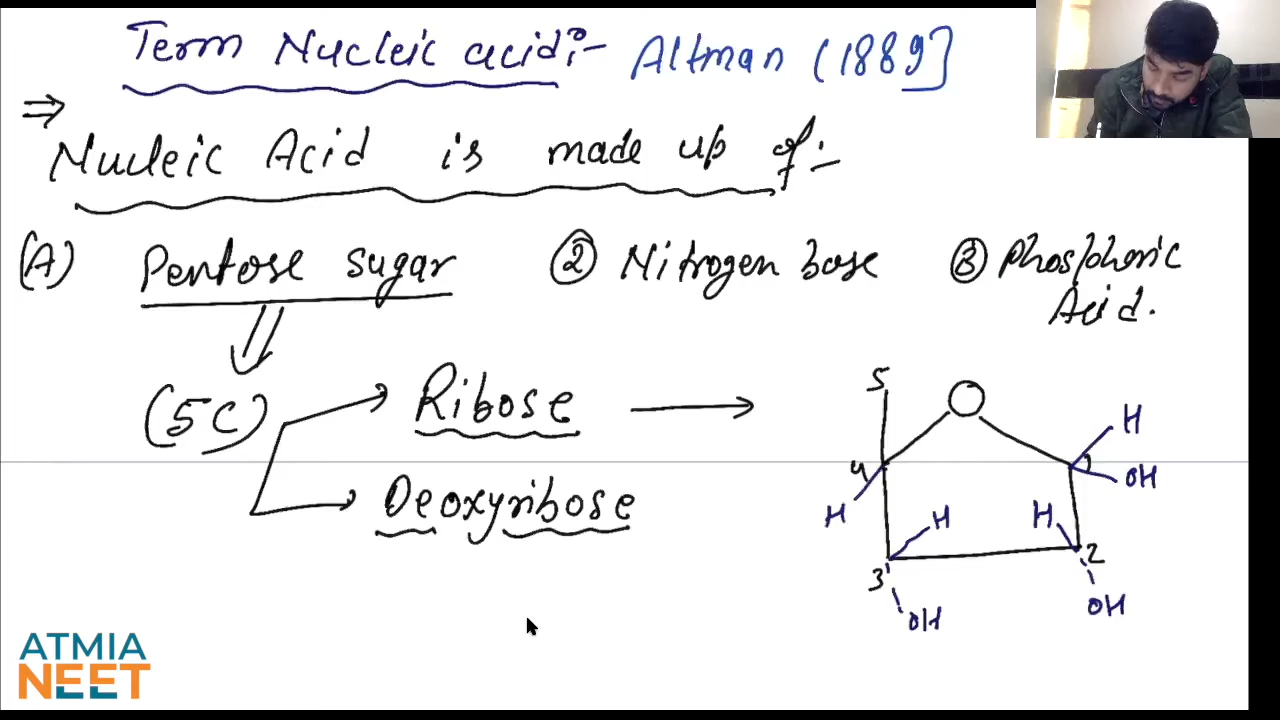 Term Nucleic acid:- Altman (1889]
⇒
Nucleic Acid is made up of:-
(A) Pentose sugar ② Nitrogen base ③ Phosphoric
Acid.
(5C) Ribose
Deoxyribose
5
O
H
4
1
OH
H
H
H
2
3
OH
OH
ATMIA
NEET